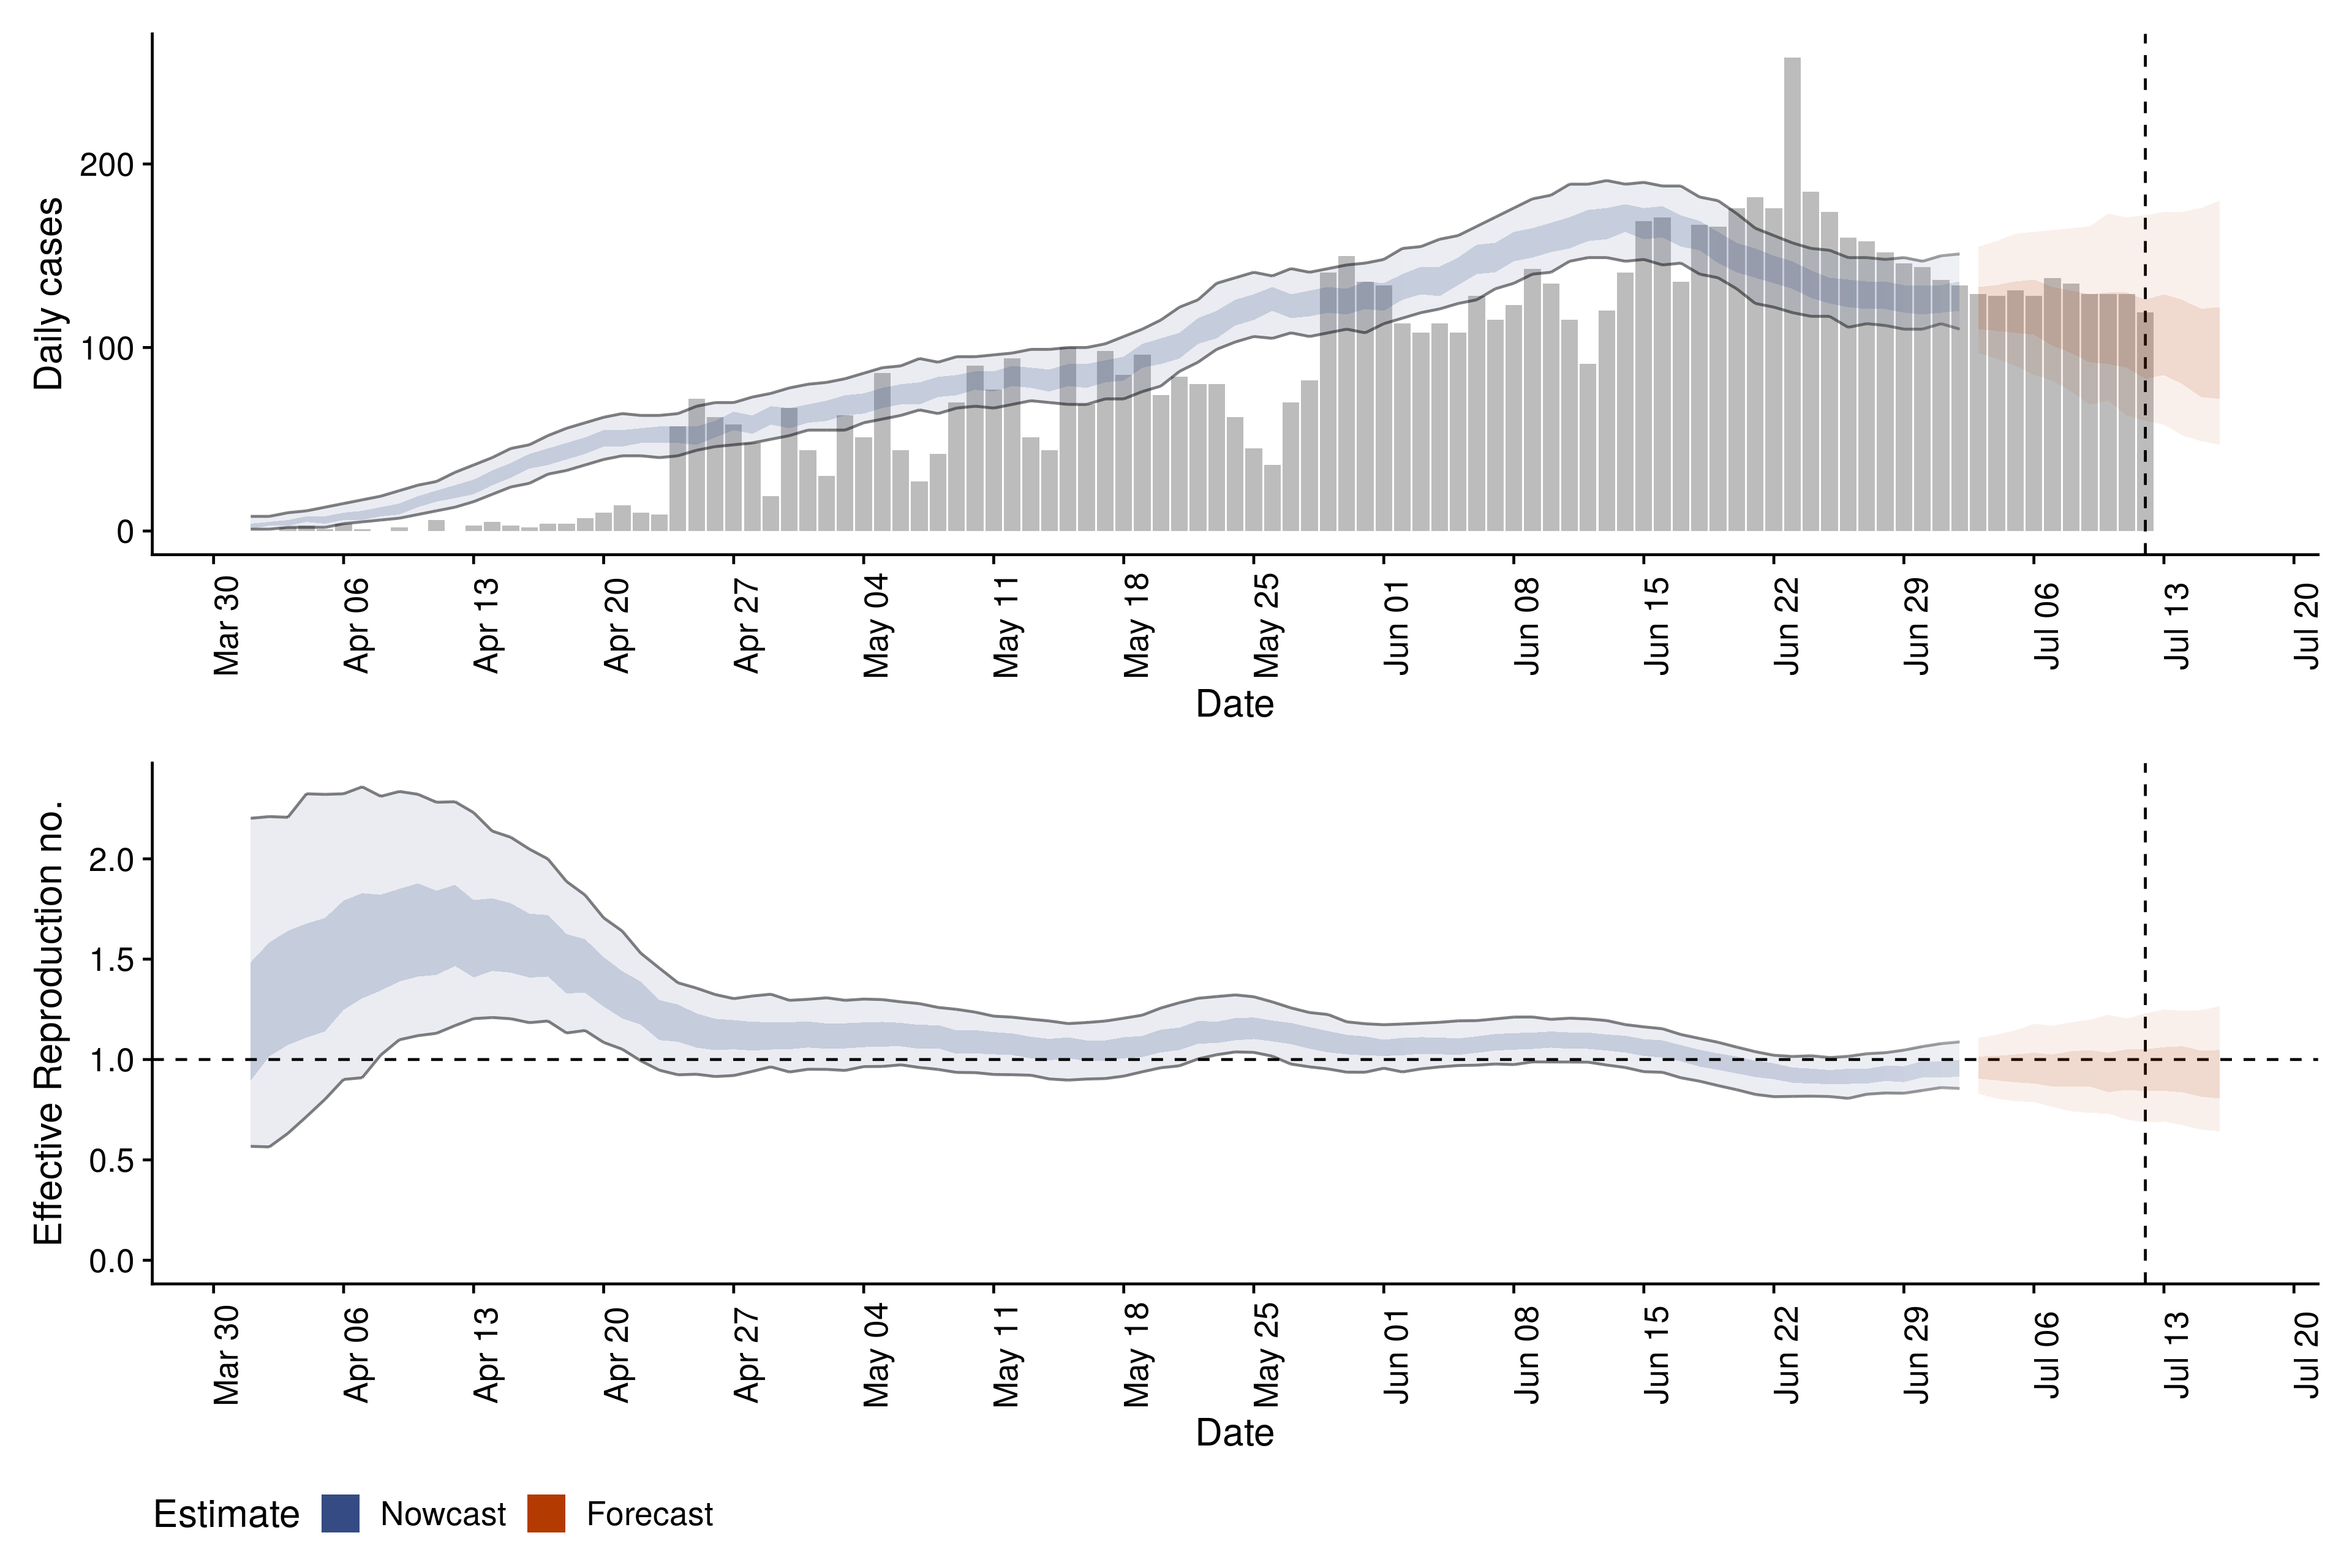 Daily cases
200
100
0
Mar 30 Apr 06 Apr 13 Apr 20 Apr 27 May 04 May 11 May 18 May 25 Jun 01 Jun 08 Jun 15 Jun 22 Jun 29 Jul 06 Jul 13 Jul 20
Date
Effective Reproduction no.
2.0
1.5
1.0
0.5
0.0
Mar 30 Apr 06 Apr 13 Apr 20 Apr 27 May 04 May 11 May 18 May 25 Jun 01 Jun 08 Jun 15 Jun 22 Jun 29 Jul 06 Jul 13 Jul 20
Date
Estimate Nowcast Forecast